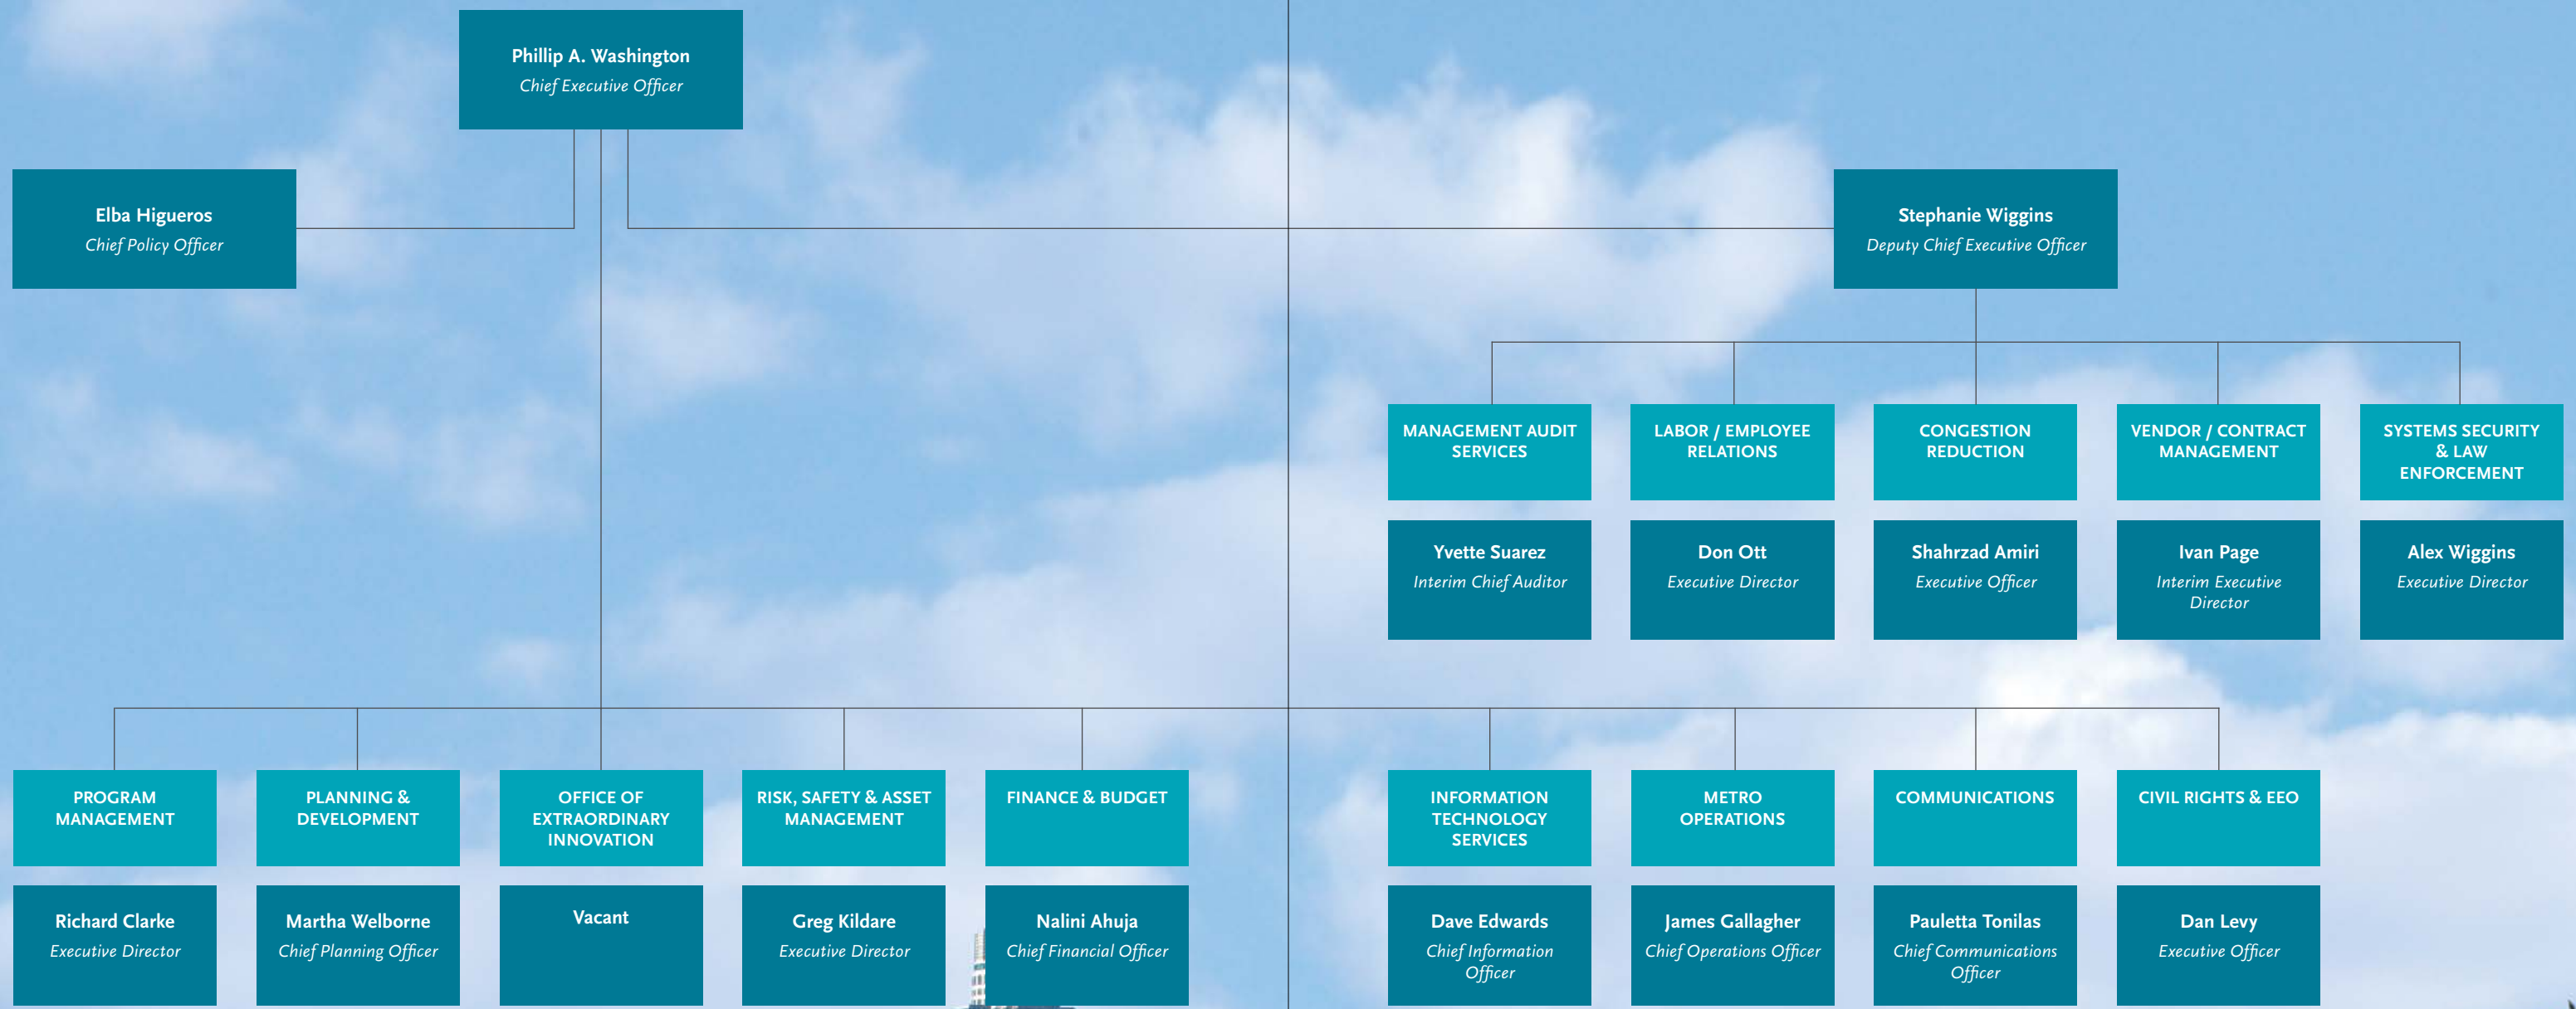 Phillip A. Washington
Chief Executive Officer
Elba Higueros
Chief Policy Officer
Stephanie Wiggins
Deputy Chief Executive Officer
MANAGEMENT AUDIT
SERVICES
Yvette Suarez
Interim Chief Auditor
LABOR / EMPLOYEE
RELATIONS
Don Ott
Executive Director
CONGESTION
REDUCTION
Shahrzad Amiri
Executive Officer
VENDOR / CONTRACT
MANAGEMENT
Ivan Page
Interim Executive
Director
SYSTEMS SECURITY
& LAW
ENFORCEMENT
Alex Wiggins
Executive Director
PROGRAM
MANAGEMENT
Richard Clarke
Executive Director
PLANNING &
DEVELOPMENT
Martha Welborne
Chief Planning Officer
OFFICE OF
EXTRAORDINARY
INNOVATION
Vacant
RISK, SAFETY & ASSET
MANAGEMENT
Greg Kildare
Executive Director
FINANCE & BUDGET
Nalini Ahuja
Chief Financial Officer
INFORMATION
TECHNOLOGY
SERVICES
Dave Edwards
Chief Information
Officer
METRO
OPERATIONS
James Gallagher
Chief Operations Officer
COMMUNICATIONS
Pauletta Tonilas
Chief Communications
Officer
CIVIL RIGHTS & EEO
Dan Levy
Executive Officer